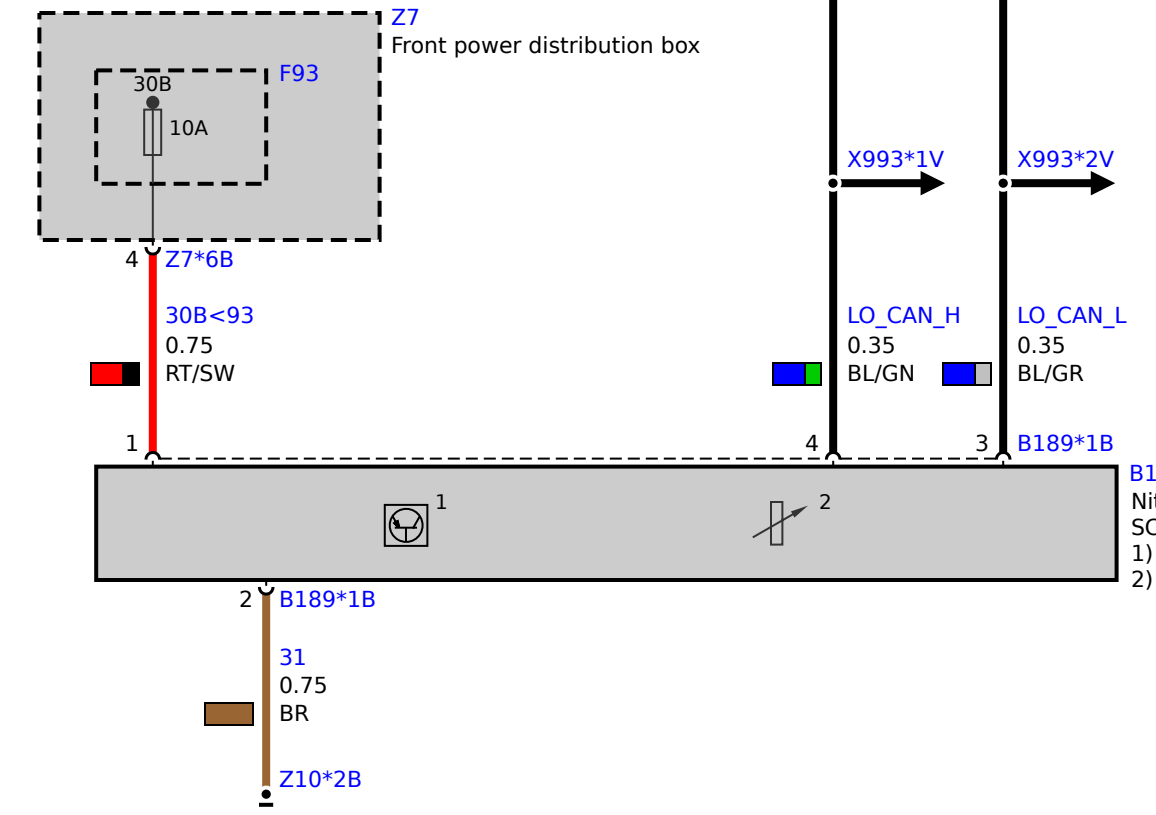 Z7
Front power distribution box
F93
30B
10A
X993*1V
X993*2V
4
Z7*6B
30B<93
0.75
RT/SW
LO_CAN_H
0.35
BL/GN
LO_CAN_L
0.35
BL/GR
1
4
3
B189*1B
1
2
1)
2)
2
B189*1B
31
0.75
BR
Z10*2B